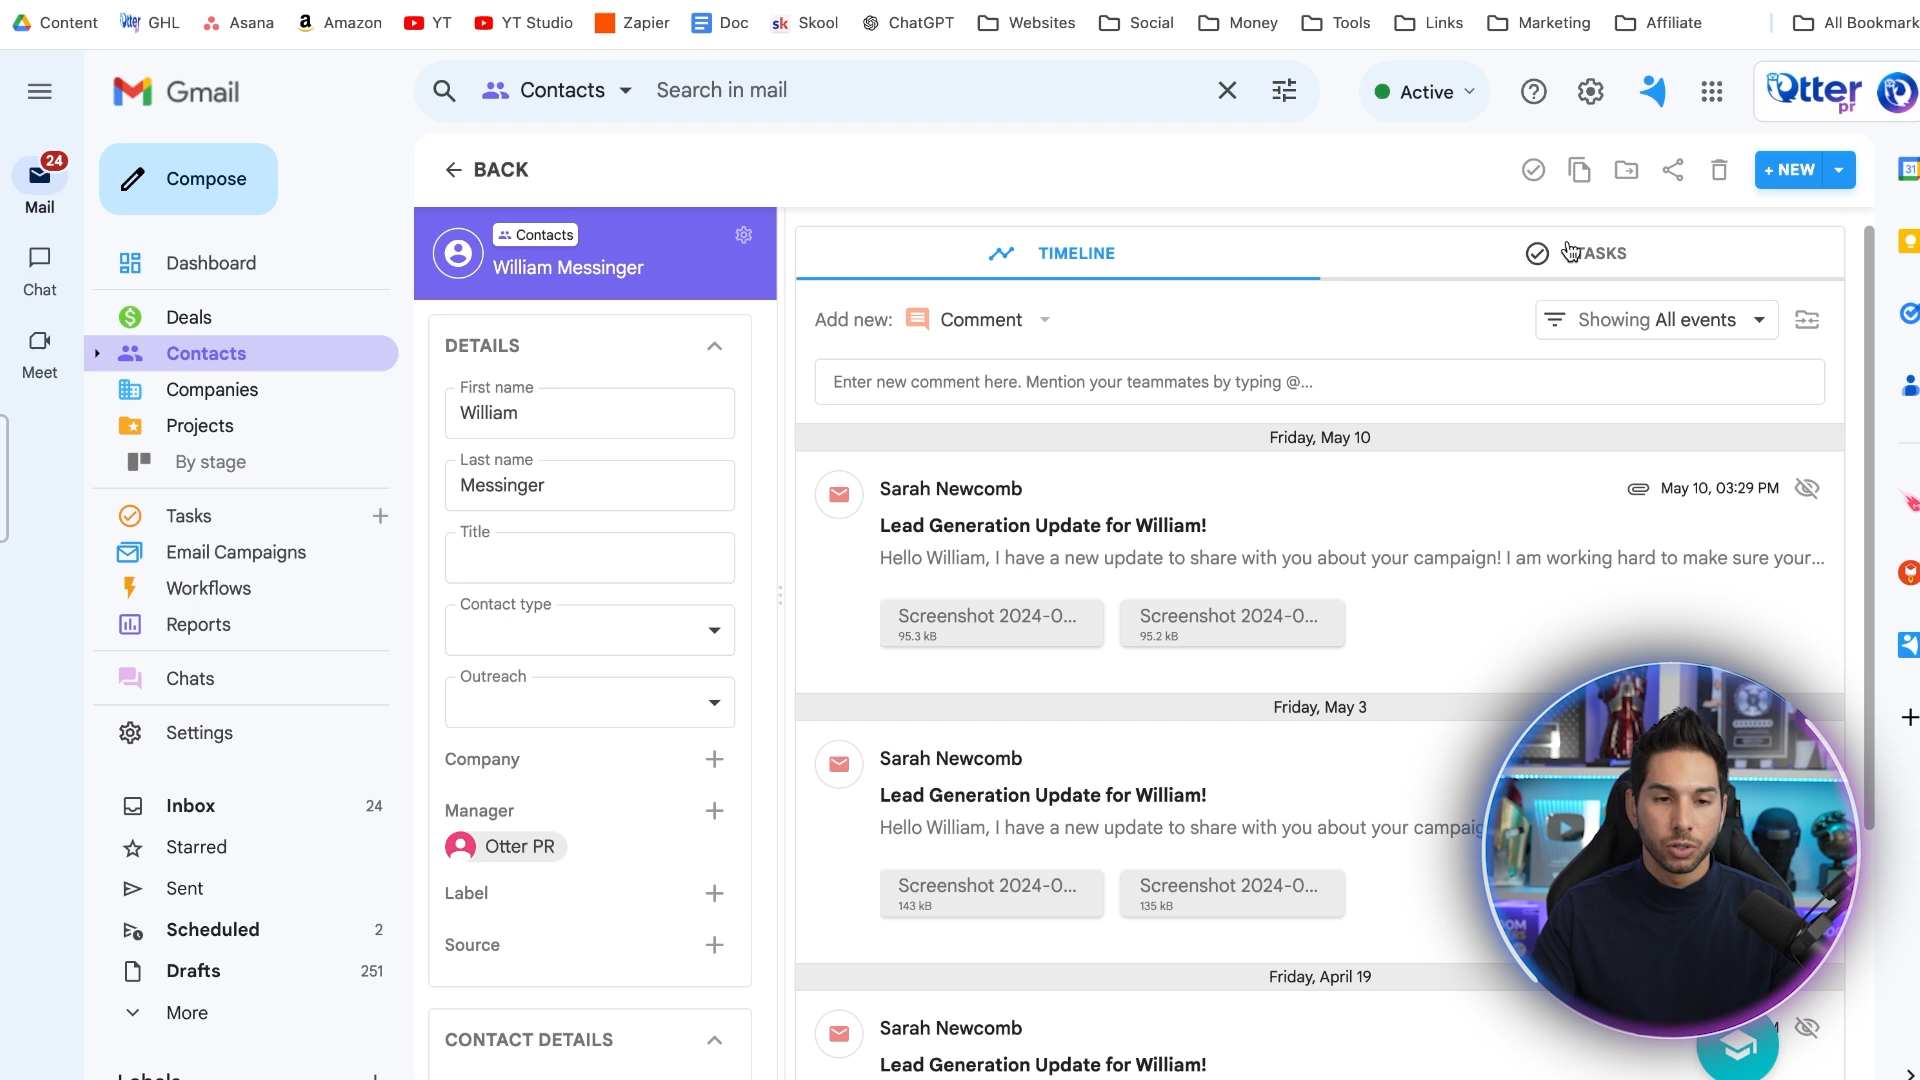 Content GHL Asana Amazon YT YT Studio Zapier Doc Skool ChatGPT Websites Social Money Tools Links Marketing Affiliate All Bookmark
Gmail
Contacts
Search in mail
Active
Otter
pr
24
Mail
Chat
Meet
Compose
Dashboard
Deals
Contacts
Companies
Projects
By stage
Tasks
Email Campaigns
Workflows
Reports
Chats
Settings
Inbox 24
Starred
Sent
Scheduled 2
Drafts 251
More
BACK
+ NEW
Contacts
William Messinger
DETAILS
First name
William
Last name
Messinger
Title
Contact type
Outreach
Company
Manager
Otter PR
Label
Source
CONTACT DETAILS
TIMELINE
TASKS
Add new: Comment
Showing All events
Enter new comment here. Mention your teammates by typing @...
Friday, May 10
Sarah Newcomb
May 10, 03:29 PM
Lead Generation Update for William!
Hello William, I have a new update to share with you about your campaign! I am working hard to make sure your...
Screenshot 2024-0...
95.3 kB
Screenshot 2024-0...
95.2 kB
Friday, May 3
Sarah Newcomb
Lead Generation Update for William!
Hello William, I have a new update to share with you about your campaig
Screenshot 2024-0...
143 kB
Screenshot 2024-0...
135 kB
Friday, April 19
Sarah Newcomb
Lead Generation Update for William!
31